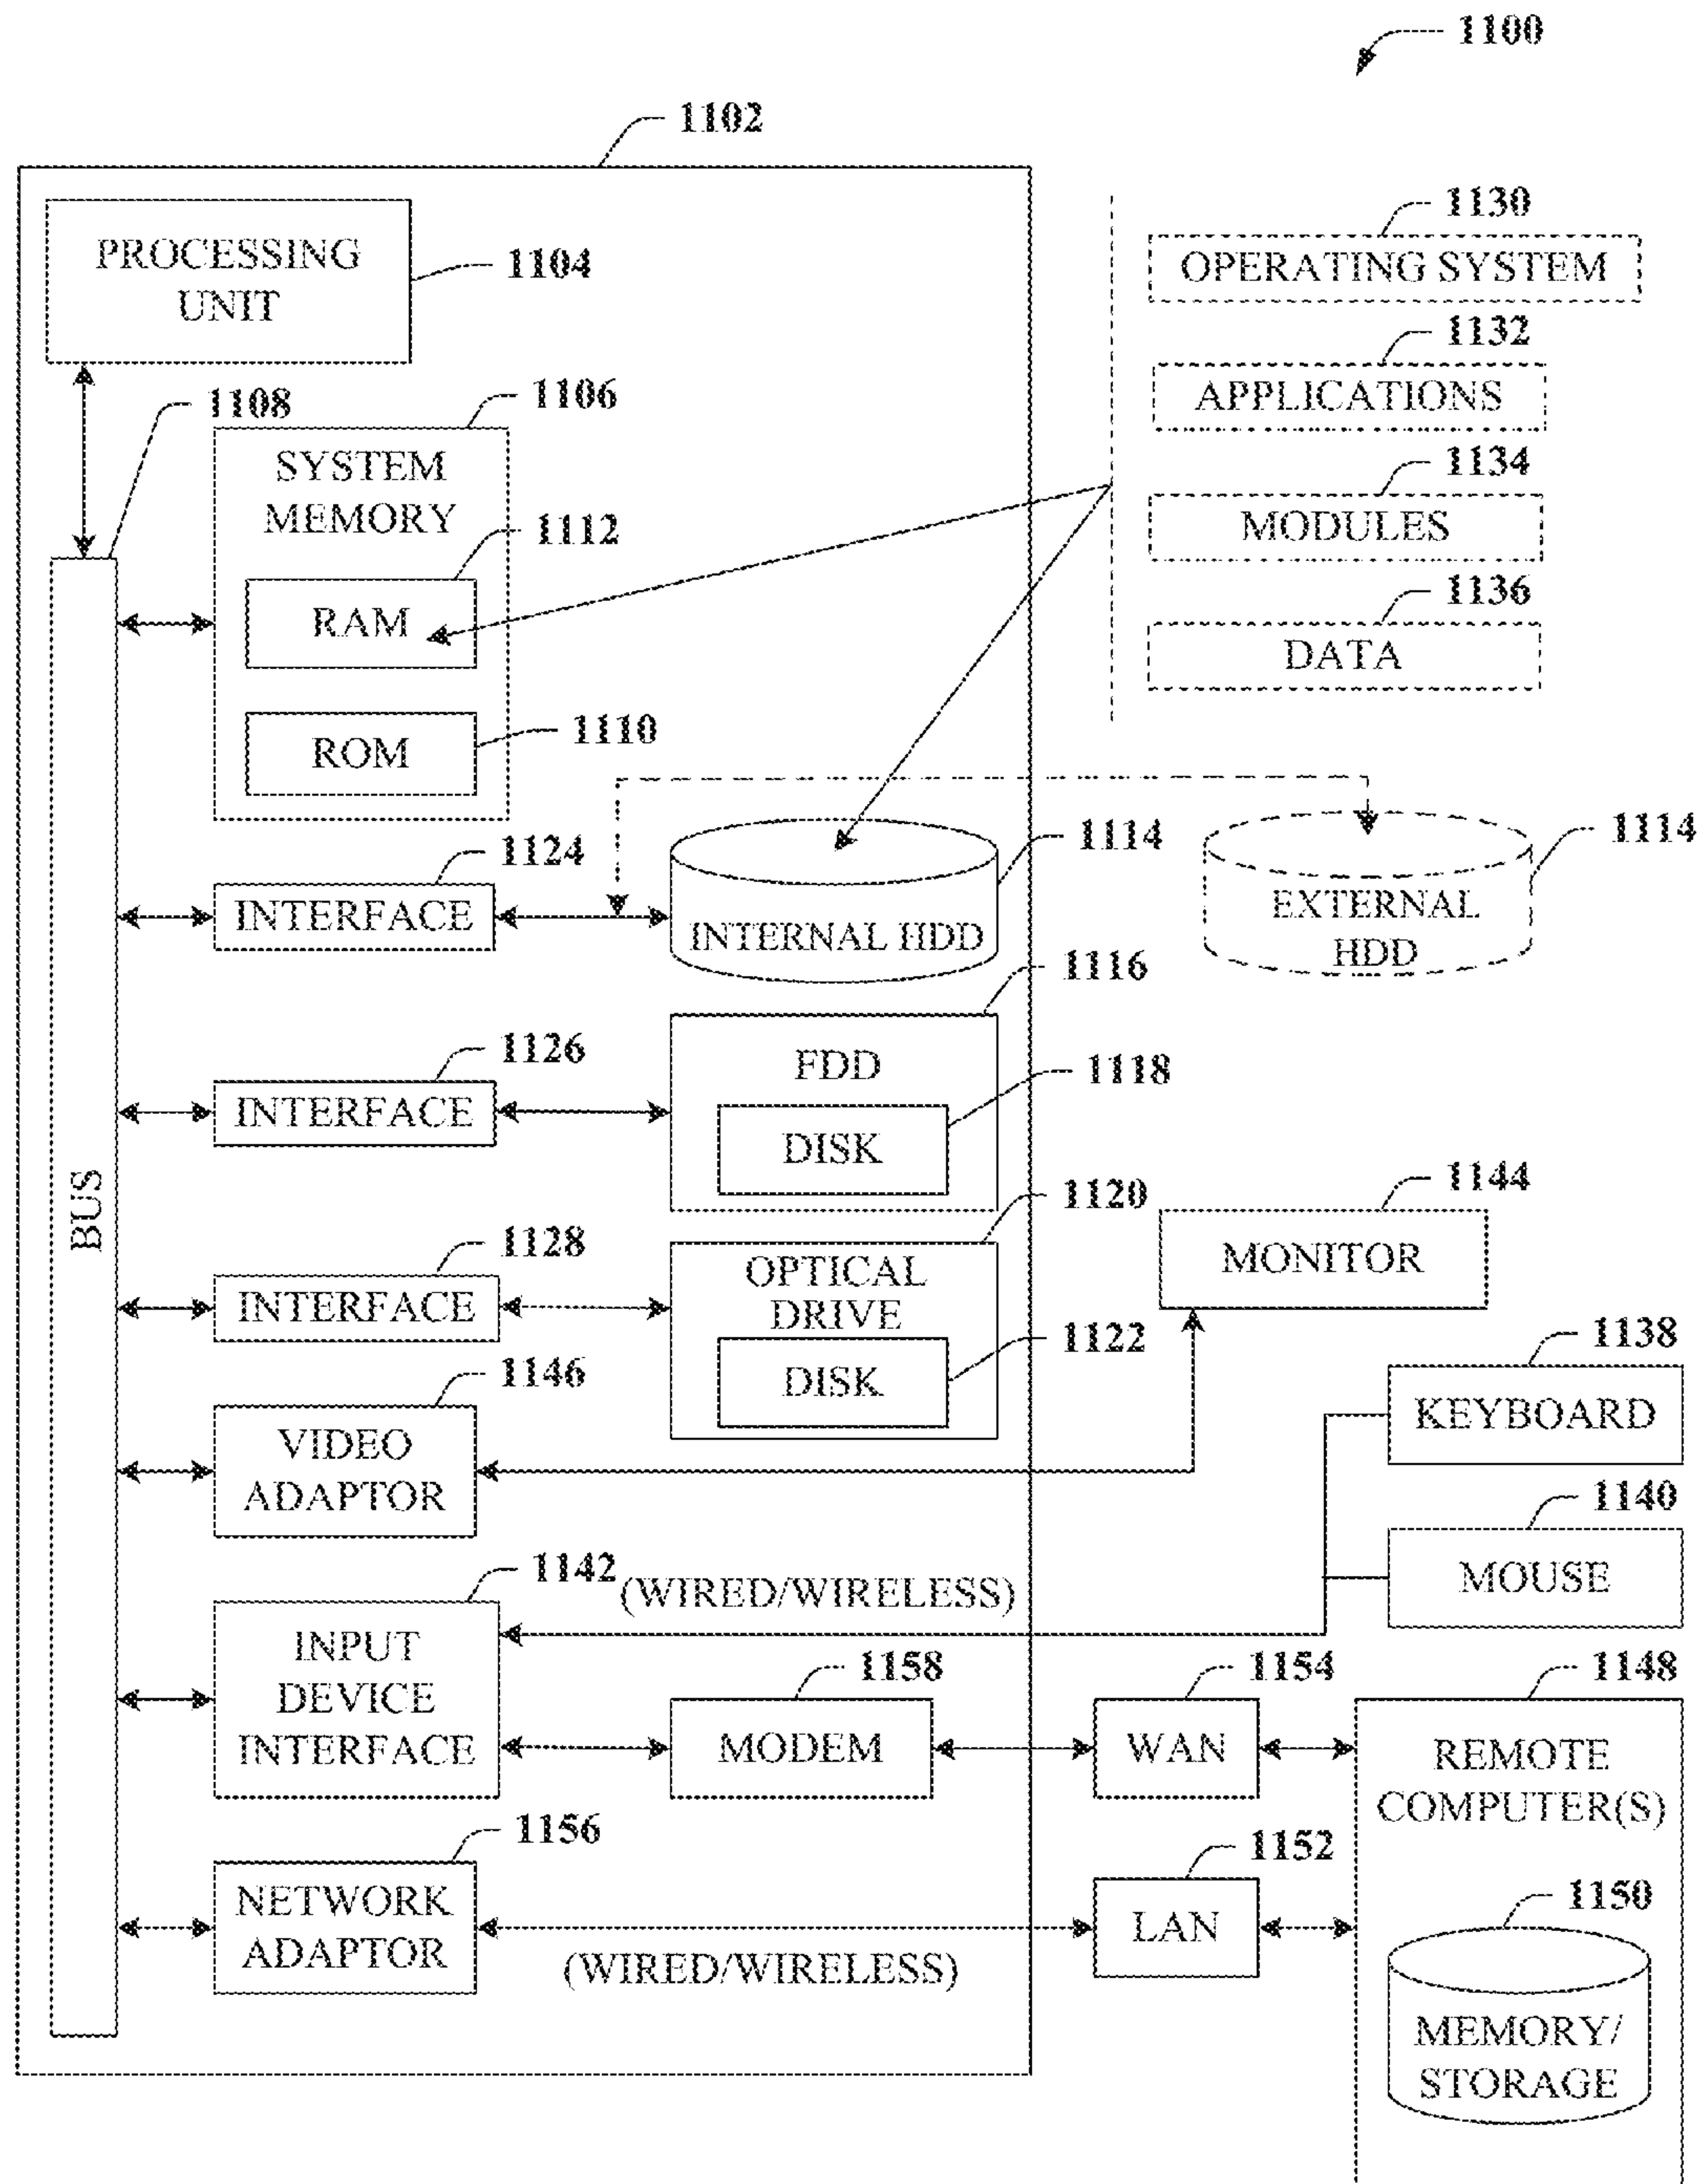 1100
1102
PROCESSING
UNIT
1104
1130
OPERATING SYSTEM
1132
APPLICATIONS
1134
MODULES
1136
DATA
1108
1106
SYSTEM
MEMORY
1112
RAM
1110
ROM
BUS
1124
INTERFACE
1114
INTERNAL HDD
1114
EXTERNAL
HDD
1126
INTERFACE
1116
FDD
1118
DISK
1128
INTERFACE
1120
OPTICAL
DRIVE
1122
DISK
1144
MONITOR
1146
VIDEO
ADAPTOR
1138
KEYBOARD
1140
MOUSE
1142
(WIRED/WIRELESS)
INPUT
DEVICE
INTERFACE
1158
MODEM
1154
WAN
1148
REMOTE
COMPUTER(S)
1156
NETWORK
ADAPTOR
(WIRED/WIRELESS)
1152
LAN
1150
MEMORY/
STORAGE